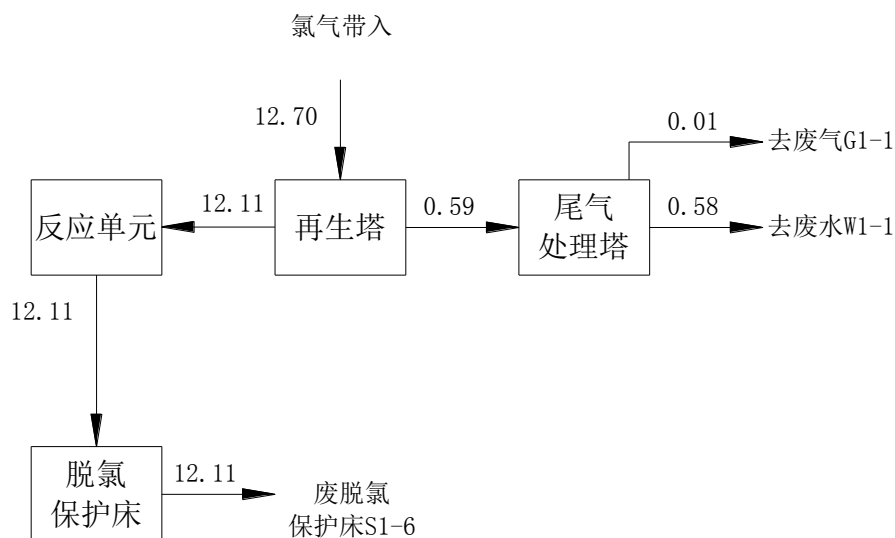 氯气带入
12.70
0.01
去废气G1-1
反应单元
12.11
再生塔
0.59
尾气
处理塔
0.58
去废水W1-1
12.11
脱氯
保护床
12.11
废脱氯
保护床S1-6